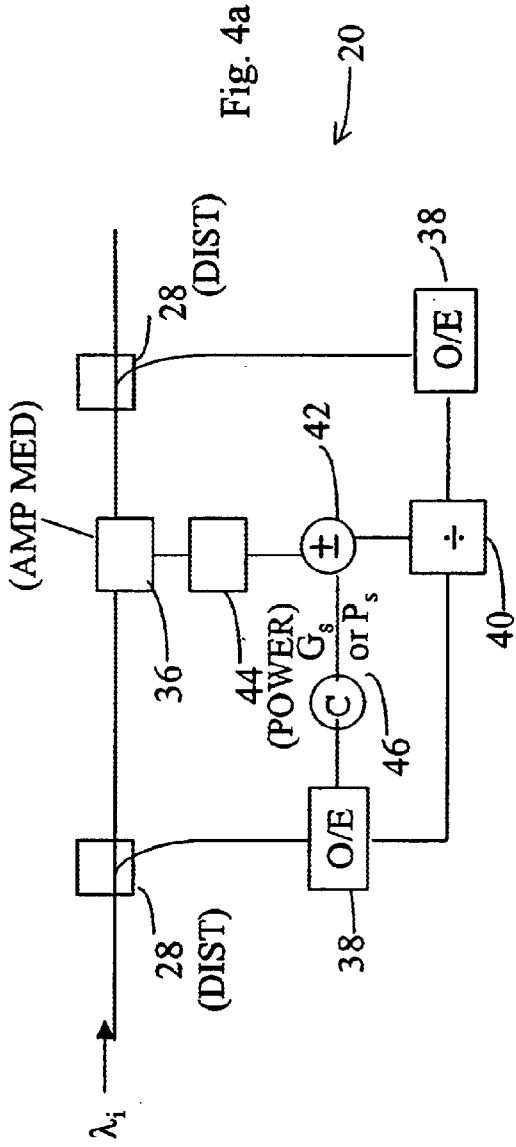 Fig. 4a
20
λi
(AMP MED)
28
(DIST)
36
28
(DIST)
44
(POWER)
Gs
or Ps
42
±
C
46
O/E
38
÷
40
O/E
38